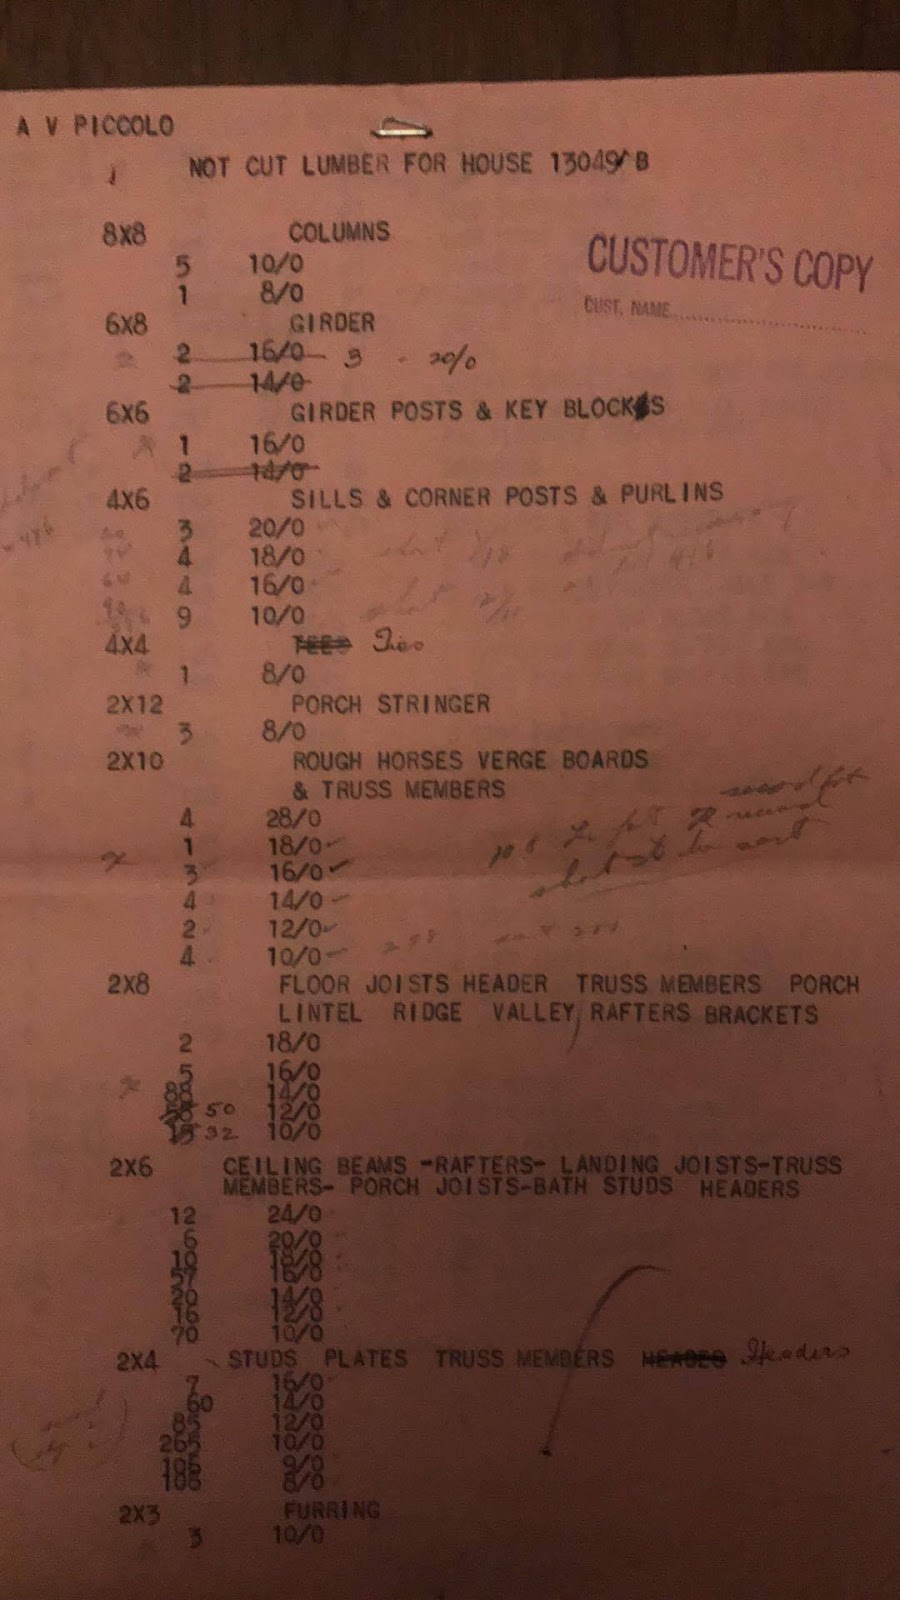 A V PICCOLO
NOT CUT LUMBER FOR HOUSE 13049 B
8X8 COLUMNS
5 10/0
1 8/0
CUSTOMER'S COPY
CUST. NAME
6X8 GIRDER
2 16/0 3 - 20/0
2 14/0
6X6 GIRDER POSTS & KEY BLOCKS
1 16/0
2 14/0
4X6 SILLS & CORNER POSTS & PURLINS
3 20/0
4 18/0
4 16/0
9 10/0
4X4 Ties
1 8/0
2X12 PORCH STRINGER
3 8/0
2X10 ROUGH HORSES VERGE BOARDS
& TRUSS MEMBERS
4 28/0
1 18/0
3 16/0
4 14/0
2 12/0
4 10/0
2X8 FLOOR JOISTS HEADER TRUSS MEMBERS PORCH
LINTEL RIDGE VALLEY RAFTERS BRACKETS
2 18/0
5 16/0
88 14/0
50 12/0
32 10/0
2X6 CEILING BEAMS -RAFTERS- LANDING JOISTS-TRUSS
MEMBERS- PORCH JOISTS-BATH STUDS HEADERS
12 24/0
6 20/0
10 18/0
57 16/0
20 14/0
16 12/0
70 10/0
2X4 STUDS PLATES TRUSS MEMBERS Headers
7 16/0
60 14/0
85 12/0
265 10/0
105 9/0
106 8/0
2X3 FURRING
3 10/0